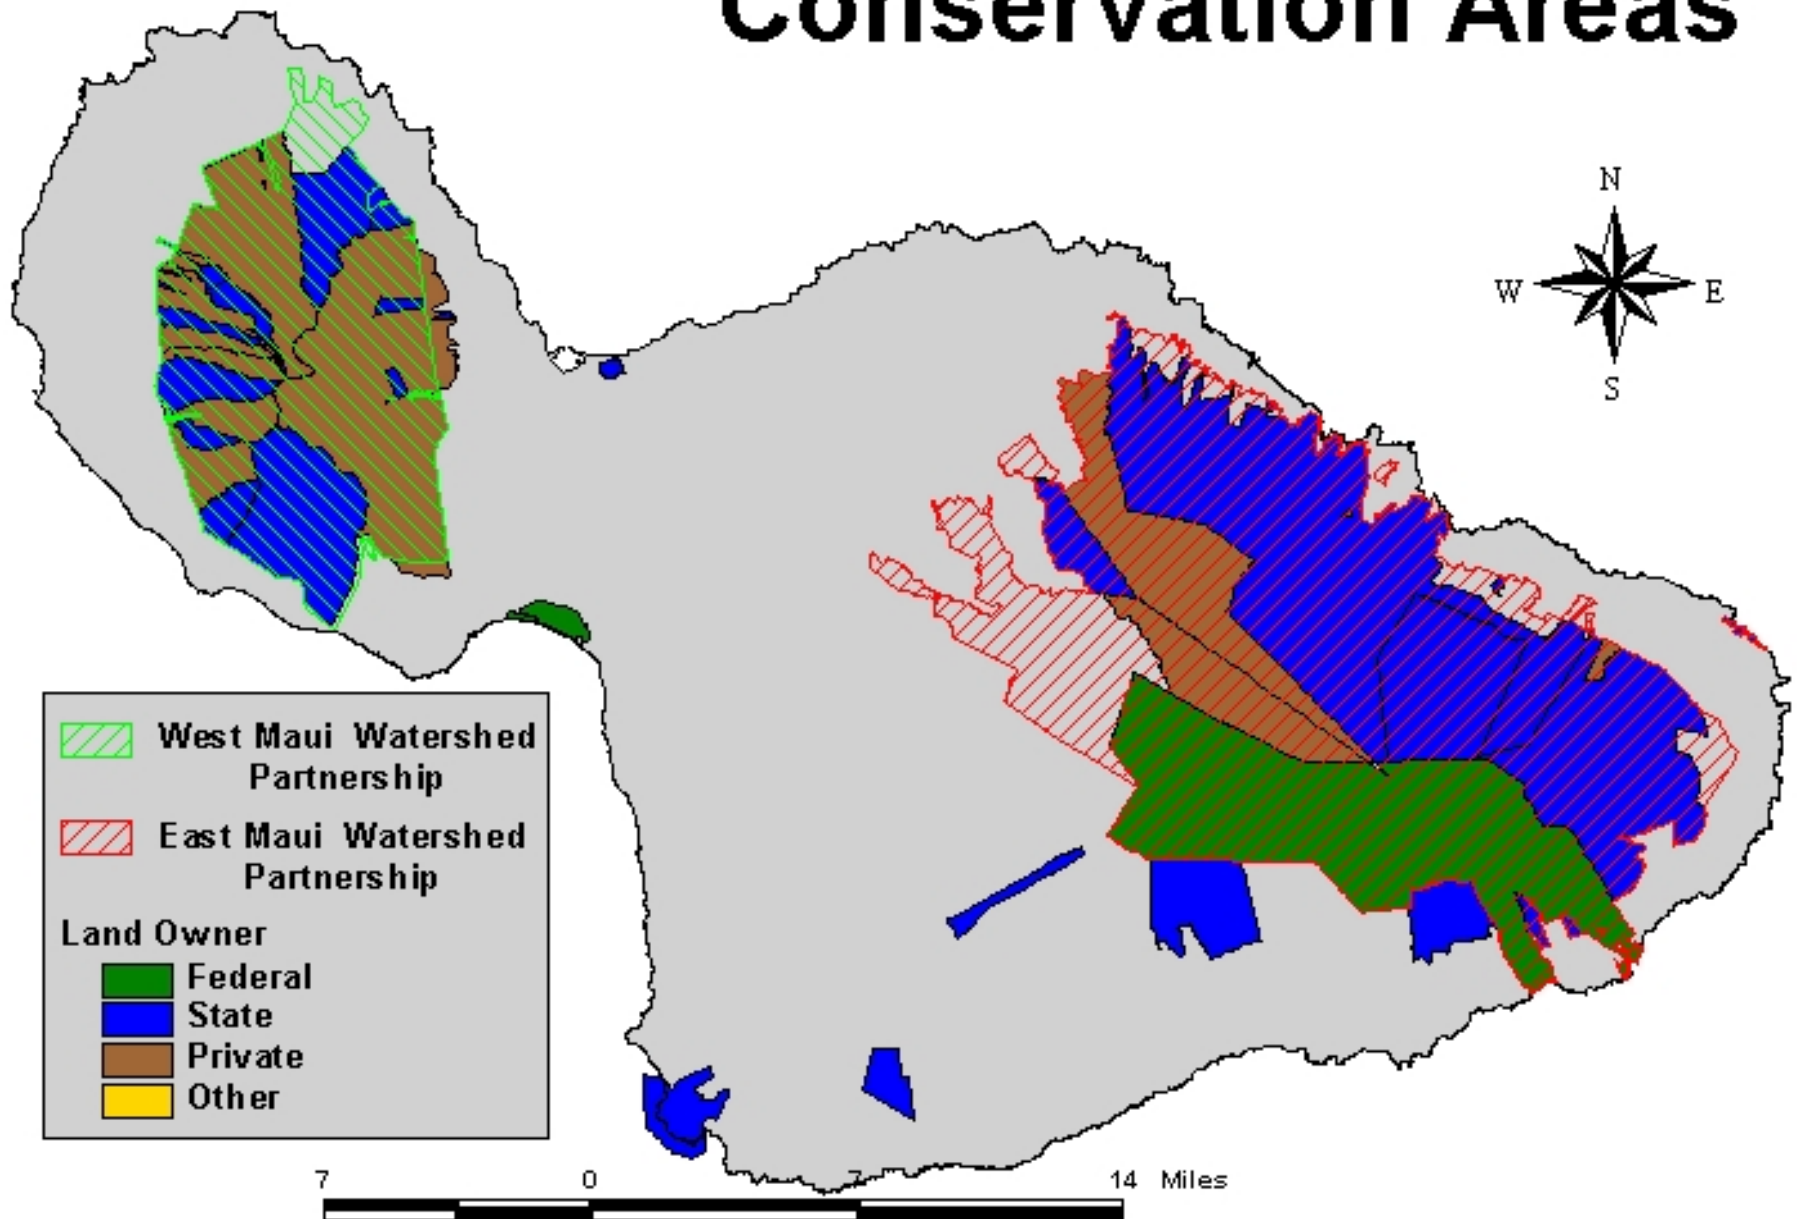 Conservation Areas
N
W E
S
West Maui Watershed
Partnership
East Maui Watershed
Partnership
Land Owner
Federal
State
Private
Other
7 0 7 14 Miles